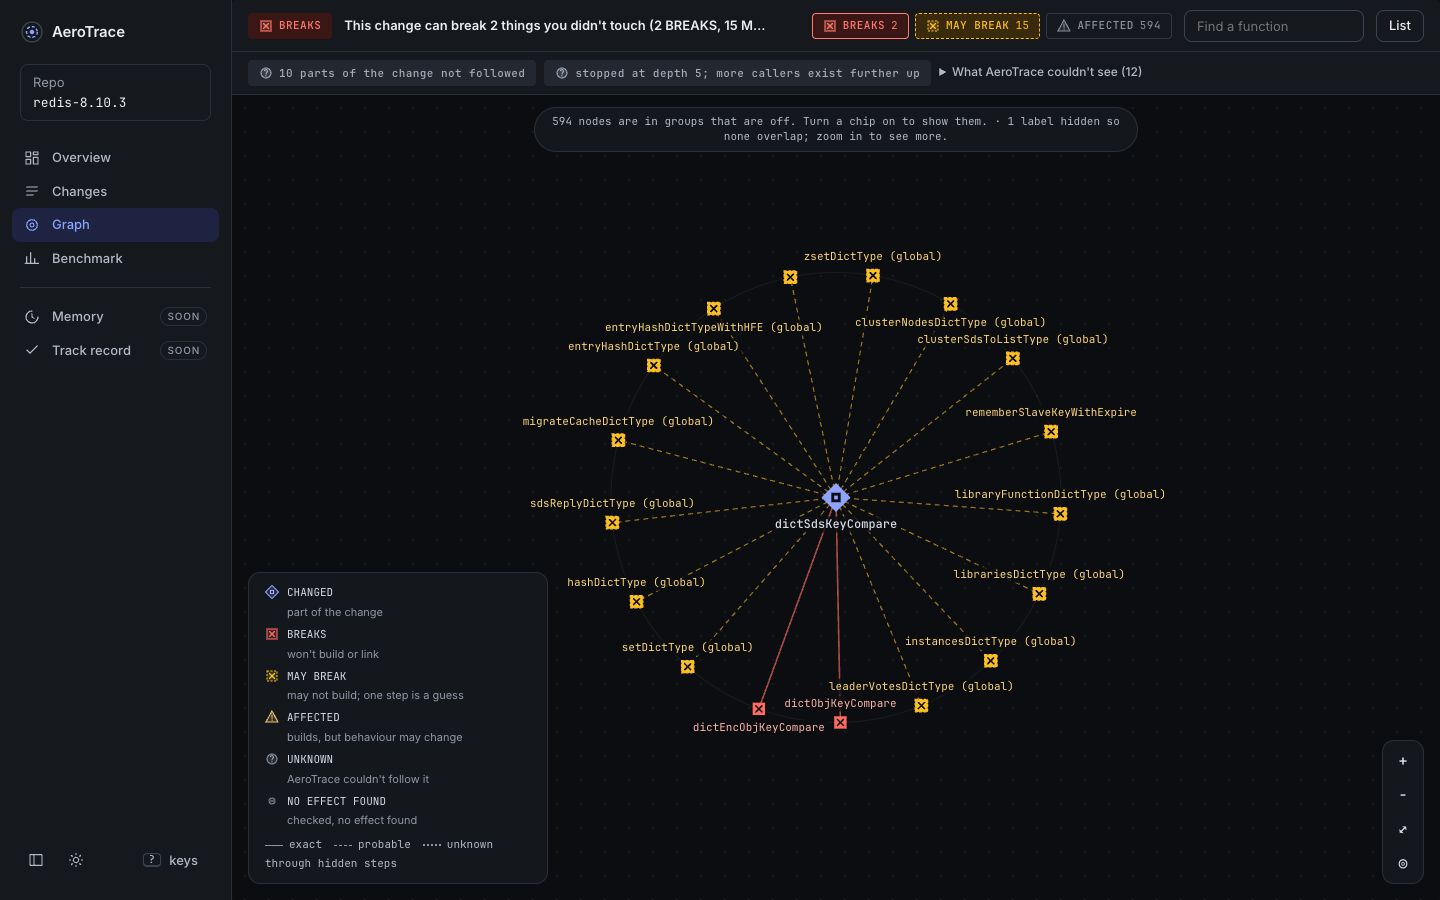 AeroTrace
Repo
redis-8.10.3
Overview
Changes
Graph
Benchmark
Memory SOON
Track record SOON
? keys
BREAKS This change can break 2 things you didn't touch (2 BREAKS, 15 M...
BREAKS 2
MAY BREAK 15
AFFECTED 594
Find a function
List
10 parts of the change not followed
stopped at depth 5; more callers exist further up
▶ What AeroTrace couldn't see (12)
594 nodes are in groups that are off. Turn a chip on to show them. · 1 label hidden so
none overlap; zoom in to see more.
zsetDictType (global)
entryHashDictTypeWithHFE (global)
clusterNodesDictType (global)
clusterSdsToListType (global)
entryHashDictType (global)
rememberSlaveKeyWithExpire
migrateCacheDictType (global)
libraryFunctionDictType (global)
sdsReplyDictType (global)
dictSdsKeyCompare
librariesDictType (global)
hashDictType (global)
instancesDictType (global)
setDictType (global)
leaderVotesDictType (global)
dictObjKeyCompare
dictEncObjKeyCompare
CHANGED
part of the change
BREAKS
won't build or link
MAY BREAK
may not build; one step is a guess
AFFECTED
builds, but behaviour may change
UNKNOWN
AeroTrace couldn't follow it
NO EFFECT FOUND
checked, no effect found
exact probable unknown
through hidden steps
+
-